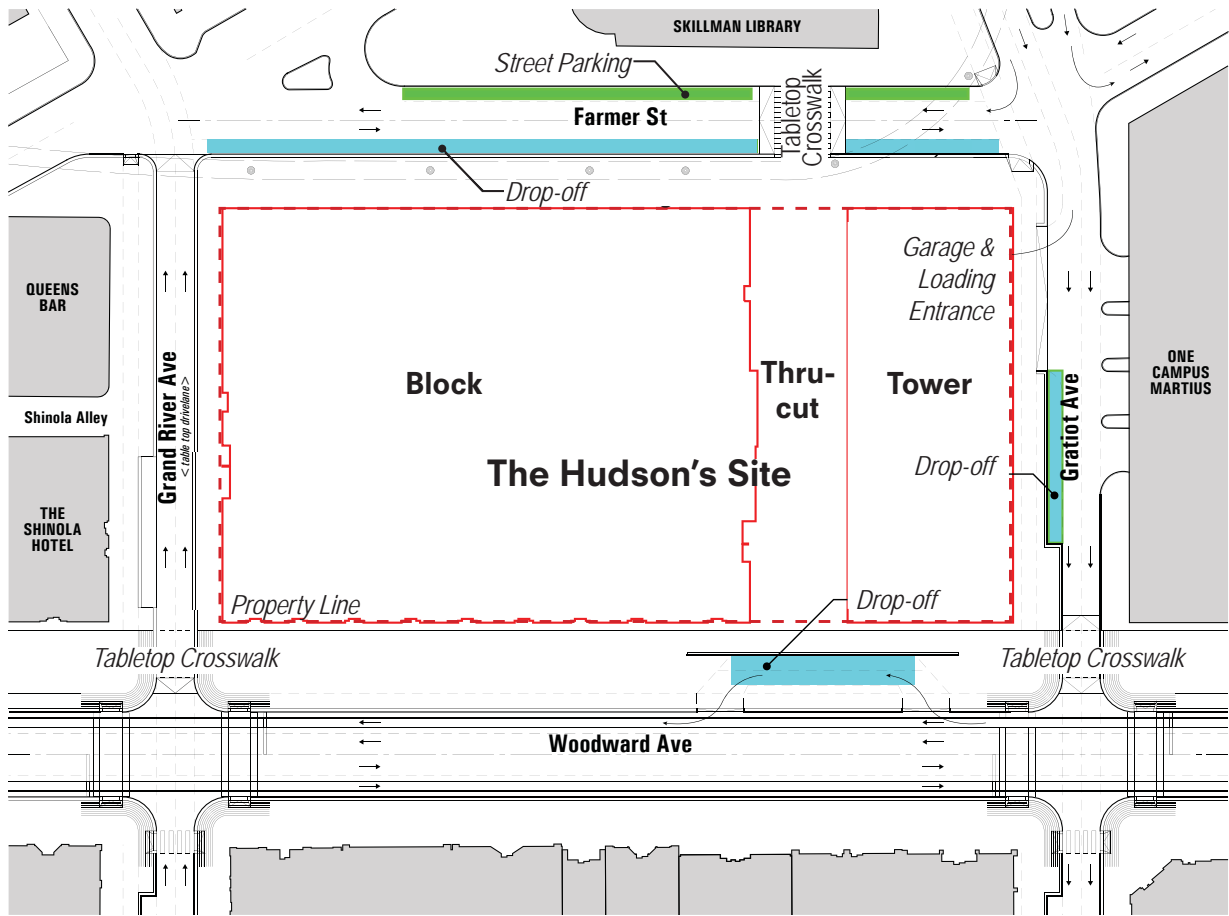 SKILLMAN LIBRARY
Street Parking
Farmer St
Tabletop
Crosswalk
Drop-off
Garage &
Loading
Entrance
QUEENS
BAR
Grand River Ave
< table top drivelane >
Shinola Alley
THE
SHINOLA
HOTEL
Block
Thru-
cut
Tower
The Hudson's Site
Gratiot Ave
ONE
CAMPUS
MARTIUS
Drop-off
Property Line
Drop-off
Tabletop Crosswalk
Tabletop Crosswalk
Woodward Ave